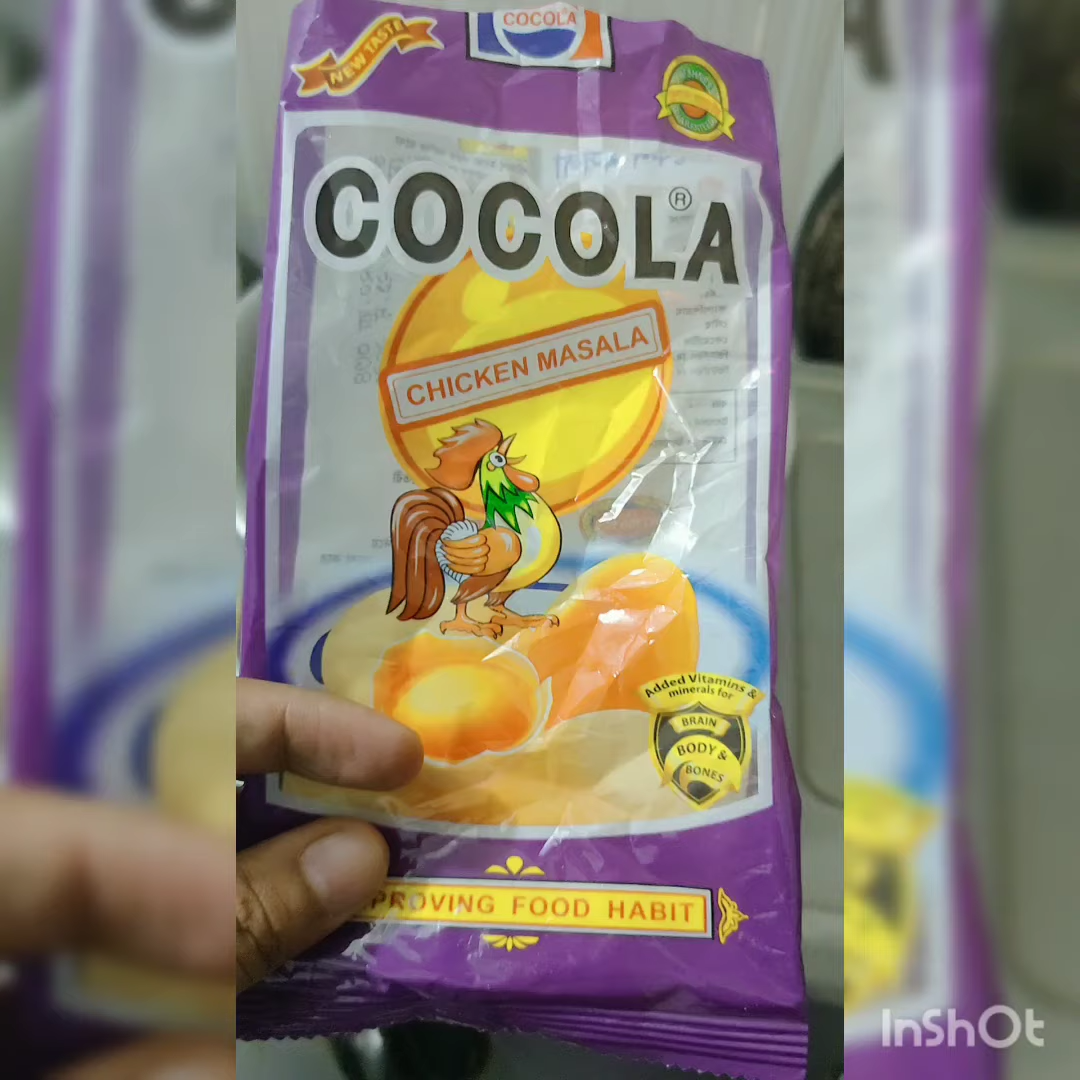 NEW TASTE
COCOLA
COCOLA®
CHICKEN MASALA
Added Vitamins &
minerals for
BRAIN
BODY &
BONES
PROVING FOOD HABIT
InShOt